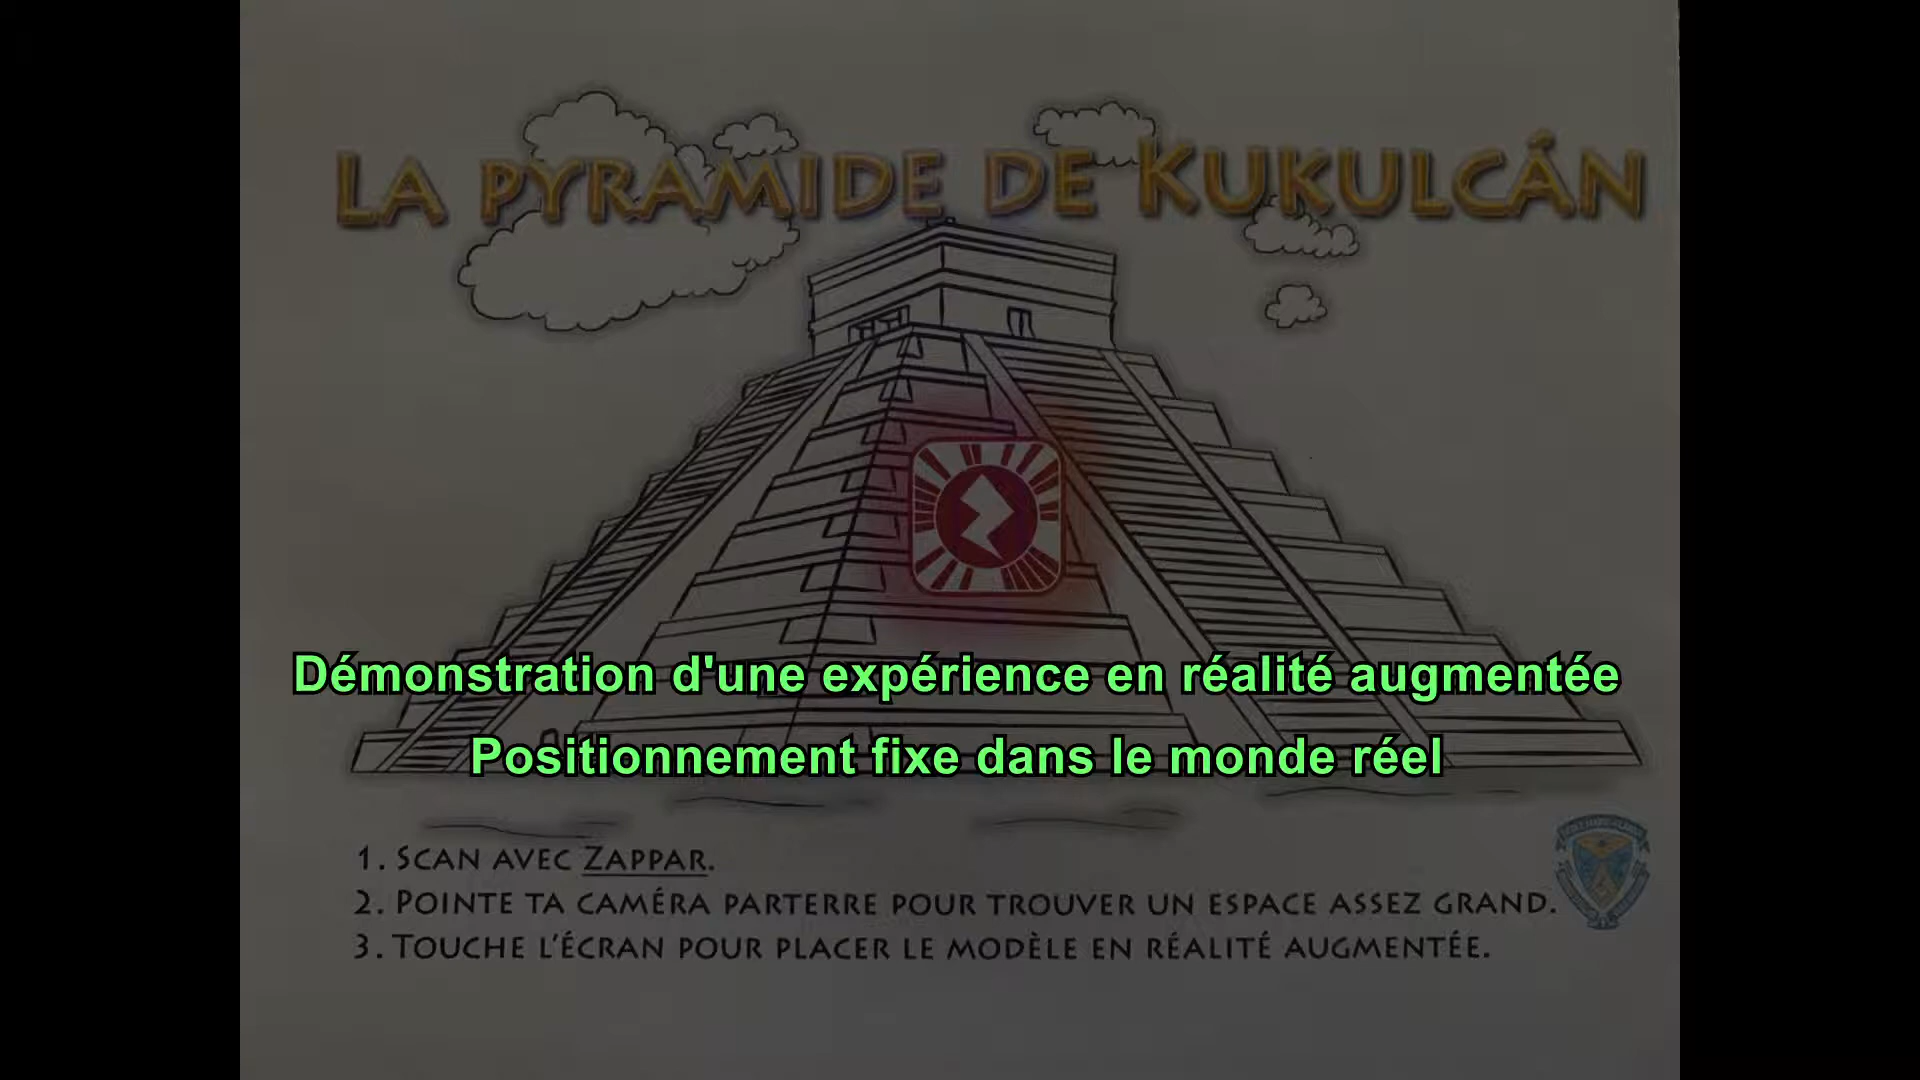 LA PYRAMIDE DE KUKULCÁN
Démonstration d'une expérience en réalité augmentée
Positionnement fixe dans le monde réel
1. SCAN AVEC ZAPPAR.
2. POINTE TA CAMÉRA PARTERRE POUR TROUVER UN ESPACE ASSEZ GRAND.
3. TOUCHE L'ÉCRAN POUR PLACER LE MODÈLE EN RÉALITÉ AUGMENTÉE.